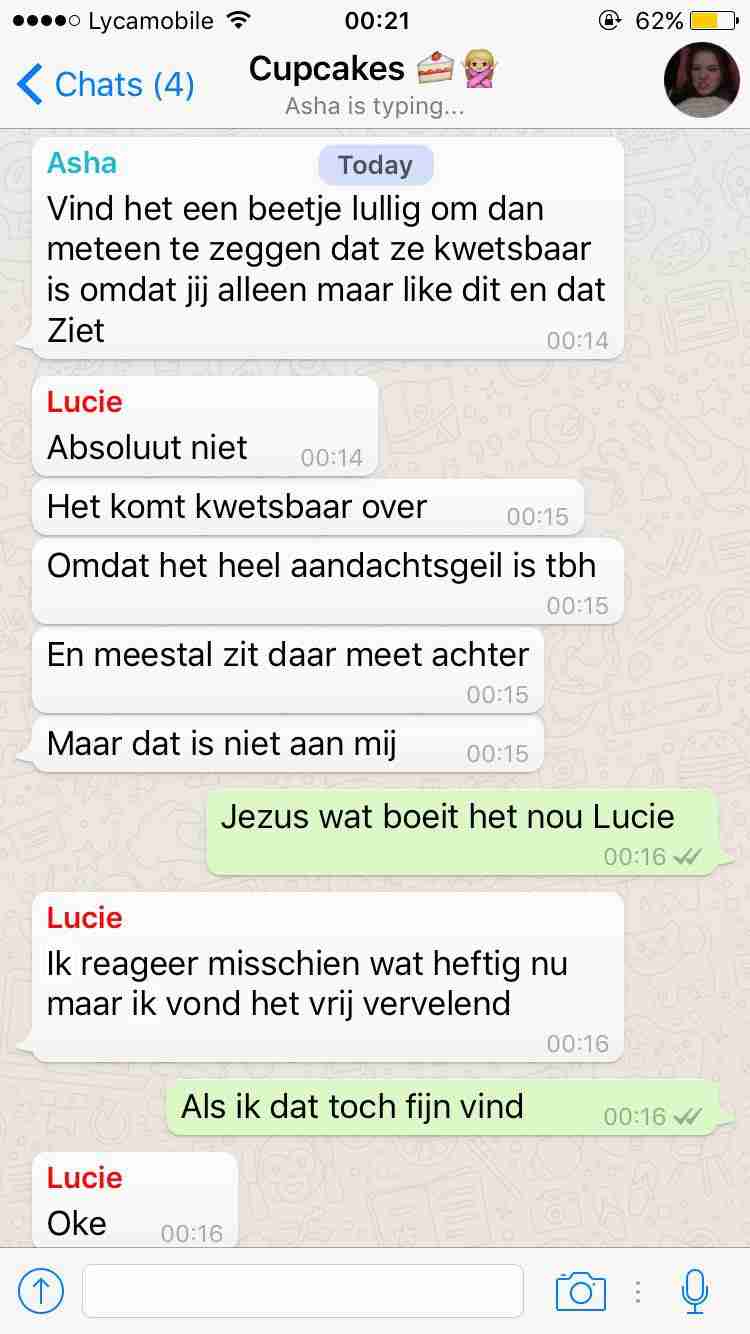 Lycamobile 00:21 62%
Chats (4) Cupcakes 🍰🙅🏼
Asha is typing...
Asha
Today
Vind het een beetje lullig om dan
meteen te zeggen dat ze kwetsbaar
is omdat jij alleen maar like dit en dat
Ziet
00:14
Lucie
Absoluut niet 00:14
Het komt kwetsbaar over 00:15
Omdat het heel aandachtsgeil is tbh
00:15
En meestal zit daar meet achter
00:15
Maar dat is niet aan mij 00:15
Jezus wat boeit het nou Lucie
00:16
Lucie
Ik reageer misschien wat heftig nu
maar ik vond het vrij vervelend
00:16
Als ik dat toch fijn vind 00:16
Lucie
Oke 00:16